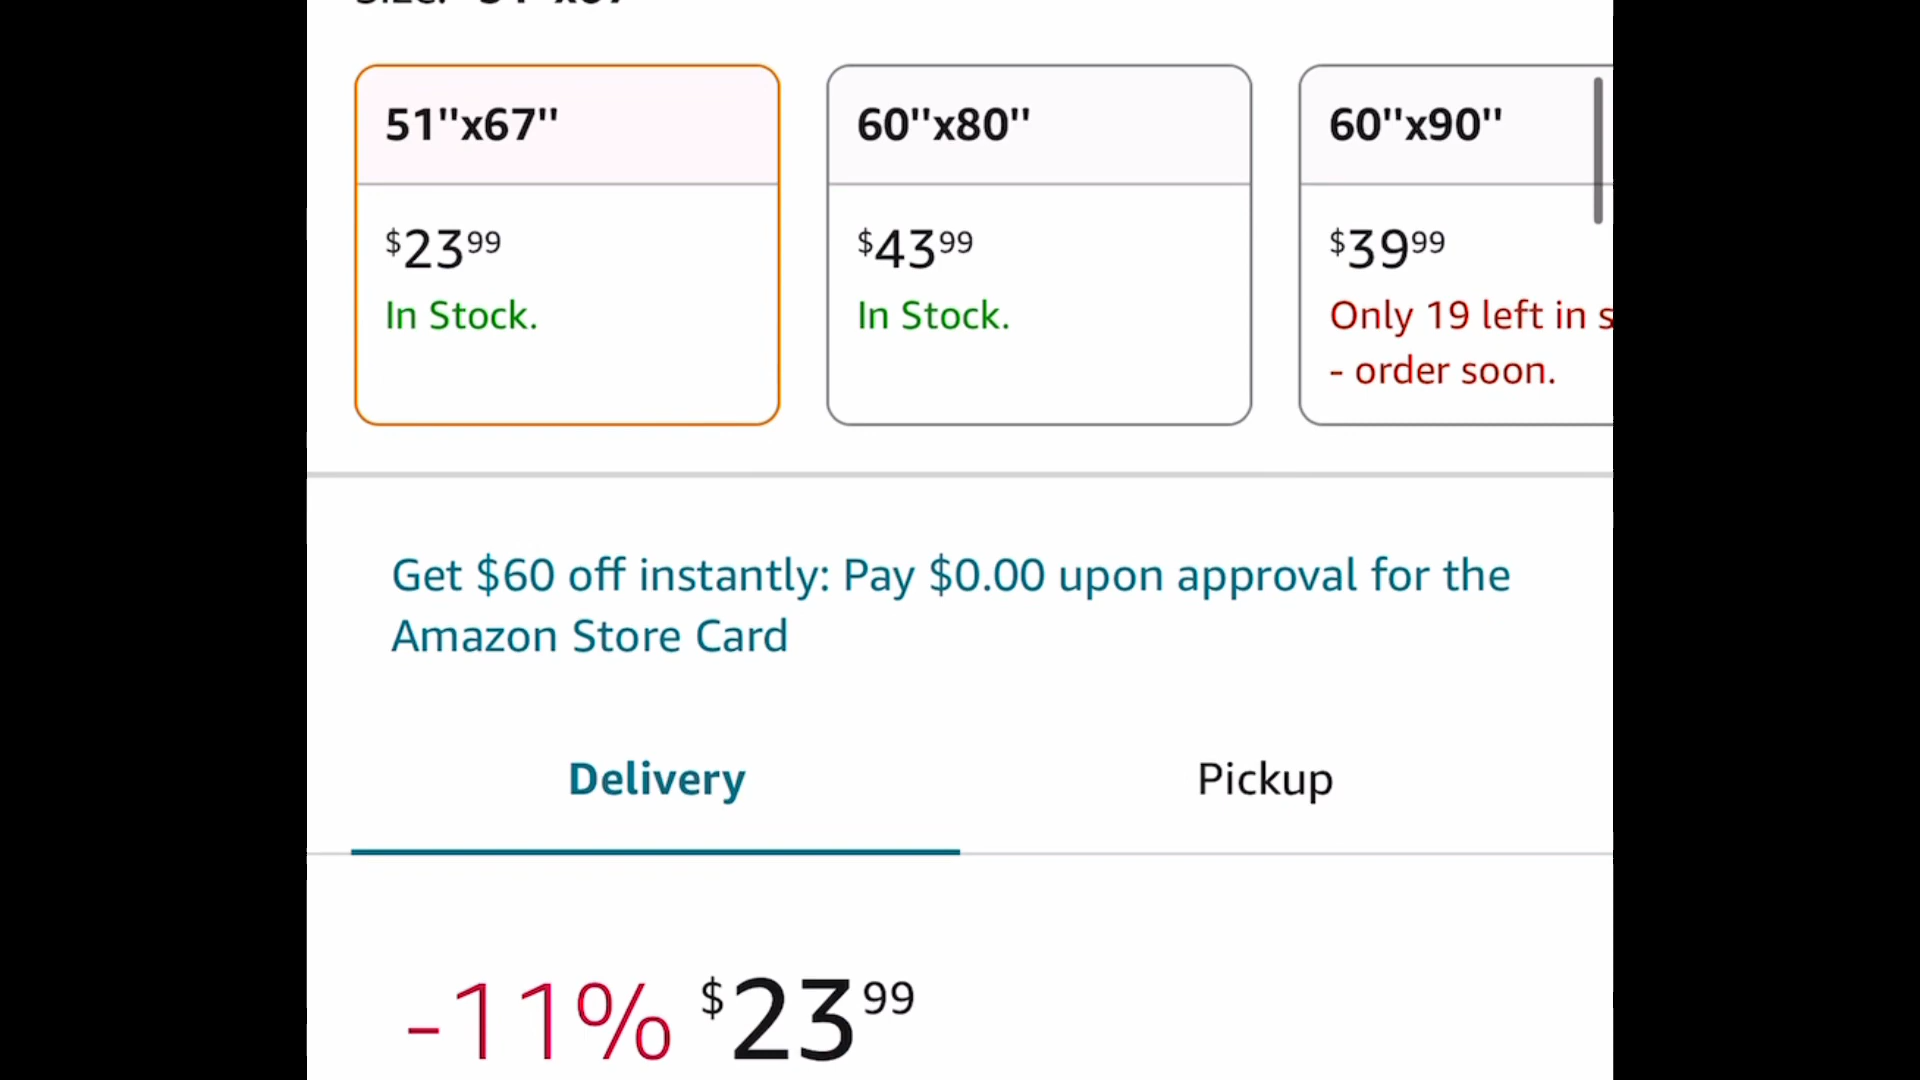 51''x67''
60''x80''
60''x90''
$23.99
$43.99
$39.99
In Stock.
In Stock.
Only 19 left in
- order soon.
Get $60 off instantly: Pay $0.00 upon approval for the
Amazon Store Card
Delivery
Pickup
-11% $23.99